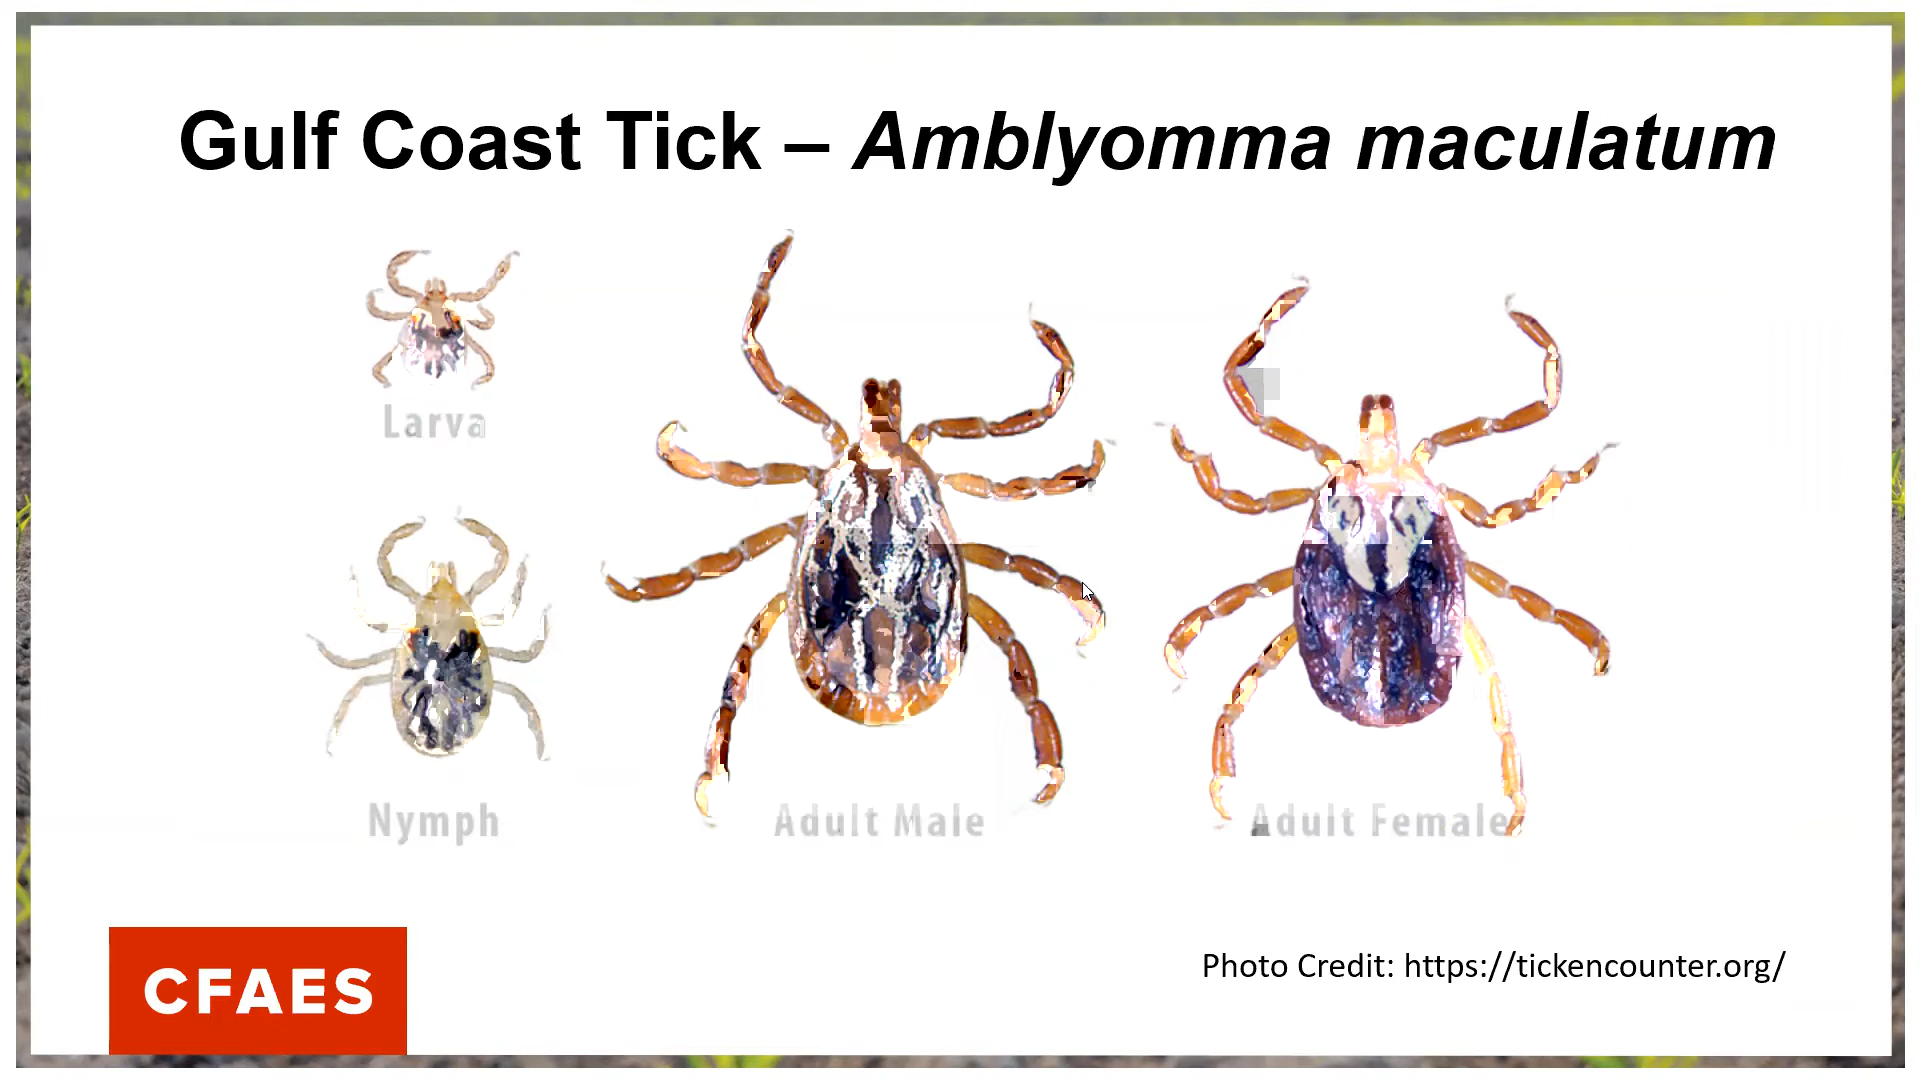 Gulf Coast Tick – Amblyomma maculatum
Larva
Nymph
Adult Male
Adult Female
CFAES
Photo Credit: https://tickencounter.org/